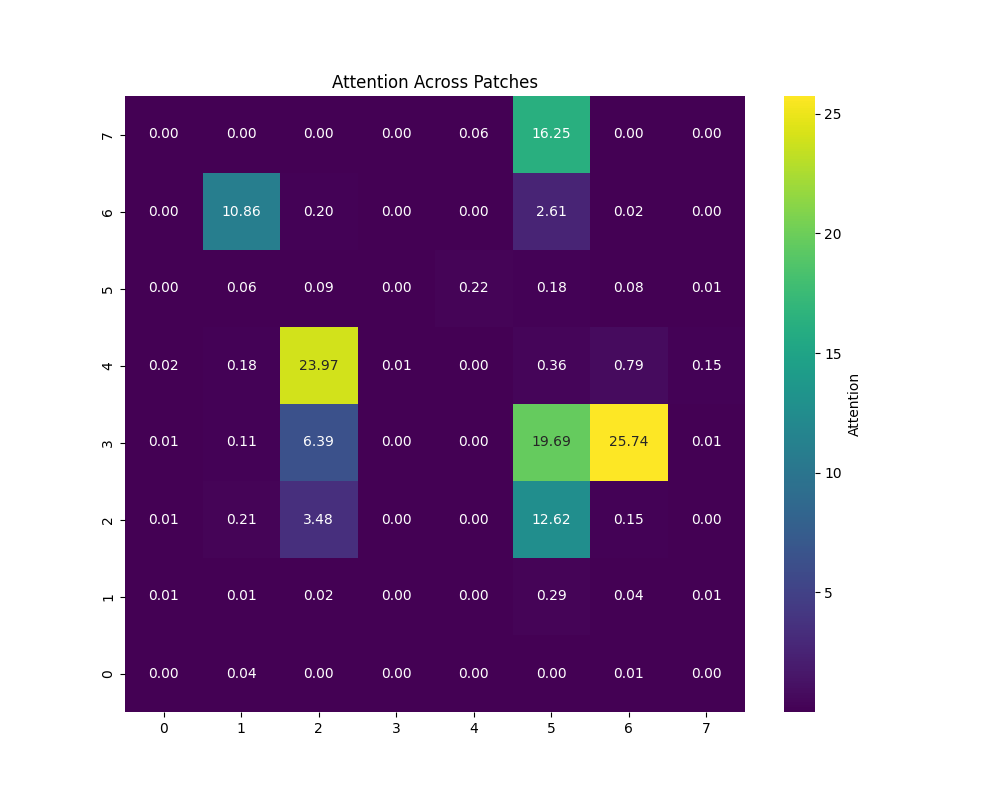 Attention Across Patches
7 0.00 0.00 0.00 0.00 0.06 16.25 0.00 0.00
6 0.00 10.86 0.20 0.00 0.00 2.61 0.02 0.00
5 0.00 0.06 0.09 0.00 0.22 0.18 0.08 0.01
4 0.02 0.18 23.97 0.01 0.00 0.36 0.79 0.15
3 0.01 0.11 6.39 0.00 0.00 19.69 25.74 0.01
2 0.01 0.21 3.48 0.00 0.00 12.62 0.15 0.00
1 0.01 0.01 0.02 0.00 0.00 0.29 0.04 0.01
0 0.00 0.04 0.00 0.00 0.00 0.00 0.01 0.00
0 1 2 3 4 5 6 7
25
20
15
10
5
Attention